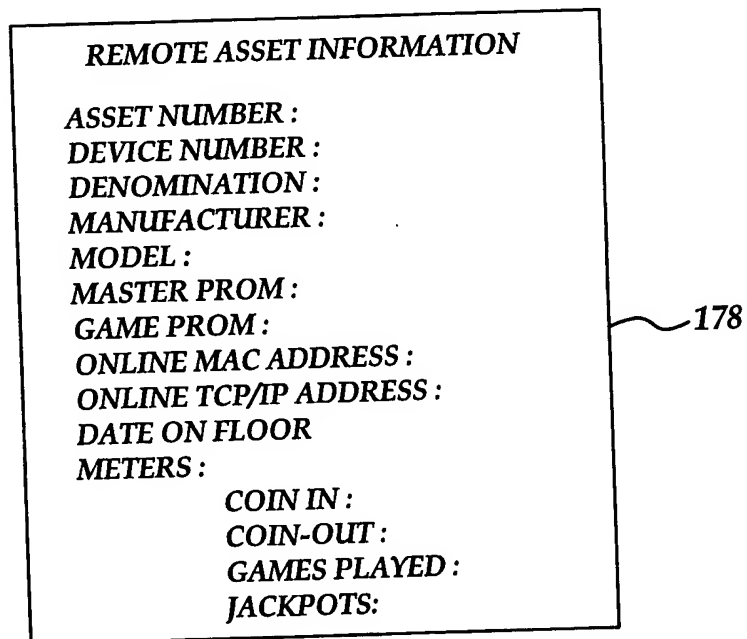 REMOTE ASSET INFORMATION
ASSET NUMBER :
DEVICE NUMBER :
DENOMINATION :
MANUFACTURER :
MODEL :
MASTER PROM :
GAME PROM :
178
ONLINE MAC ADDRESS :
ONLINE TCP/IP ADDRESS :
DATE ON FLOOR
METERS :
COIN IN :
COIN-OUT :
GAMES PLAYED :
JACKPOTS: